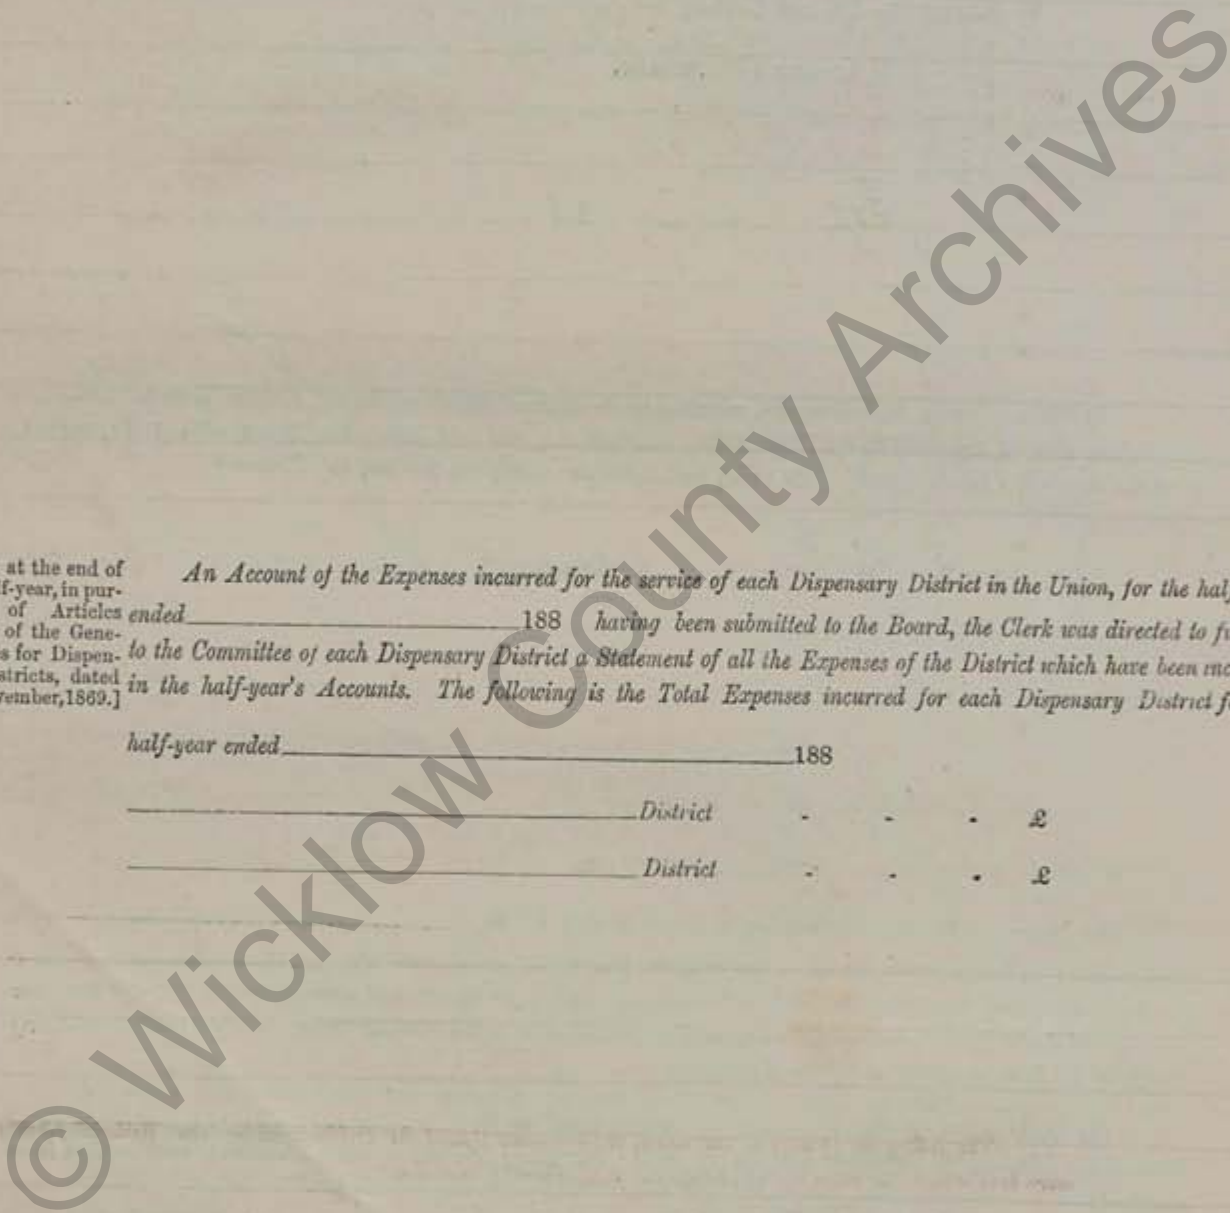 at the end of
f-year, in pur-
of Articles
of the Gene-
s for Dispen-
stricts, dated
vember, 1869.]
An Account of the Expenses incurred for the service of each Dispensary District in the Union, for the hal
ended 188 having been submitted to the Board, the Clerk was directed to fu
to the Committee of each Dispensary District a Statement of all the Expenses of the District which have been inc
in the half-year's Accounts. The following is the Total Expenses incurred for each Dispensary District f
half-year ended 188
District - - - £
District - - - £
© Wicklow County Archives